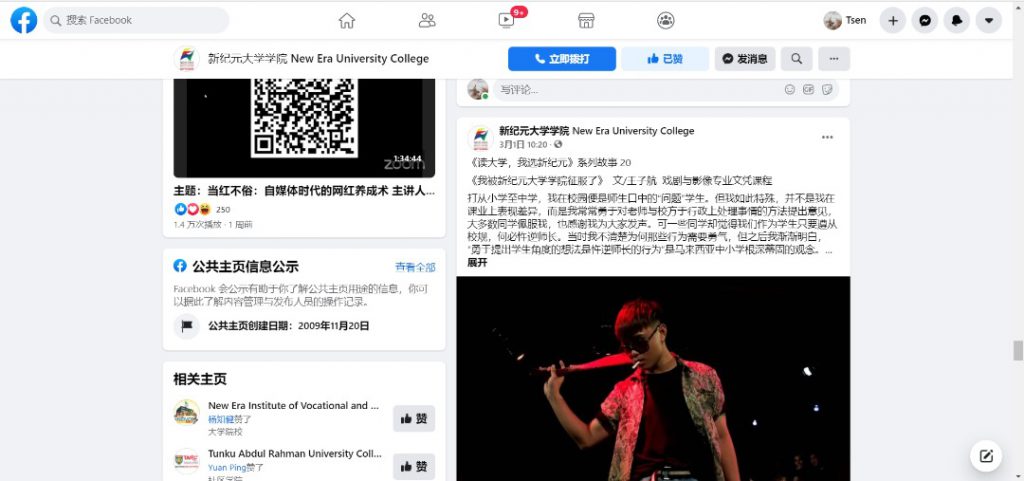 搜索 Facebook
9+
Tsen
新纪元大学学院 New Era University College
立即拨打
已赞
发消息
1:34:44
zoom
主题：当红不俗：自媒体时代的网红养成术 主讲人...
250
1.4 万次播放 · 1 周前
公共主页信息公示
查看全部
Facebook 会公示有助于你了解公共主页用途的信息，你可
以据此了解内容管理与发布人员的操作记录。
公共主页创建日期：2009年11月20日
相关主页
New Era Institute of Vocational and ...
杨知健赞了
大学院校
赞
Tunku Abdul Rahman University Coll...
Yuan Ping赞了
社区学院
赞
写评论...
新纪元大学学院 New Era University College
3月1日 10:20 ·
《读大学，我选新纪元》系列故事 20
《我被新纪元大学学院征服了》 文/王子航 戏剧与影像专业文凭课程
打从小学至中学，我在校园便是师生口中的“问题”学生。但我如此特殊，并不是我在
课业上表现差异，而是我常常勇于对老师与校方于行政上处理事情的方法提出意见，
大多数同学佩服我，也感谢我为大家发声。可一些同学却觉得我们作为学生只要遵从
校规，何必忤逆师长。当时我不清楚为何那些行为需要勇气，但之后我渐渐明白，
“勇于提出学生角度的想法是忤逆师长的行为”是马来西亚中小学根深蒂固的观念。...
展开